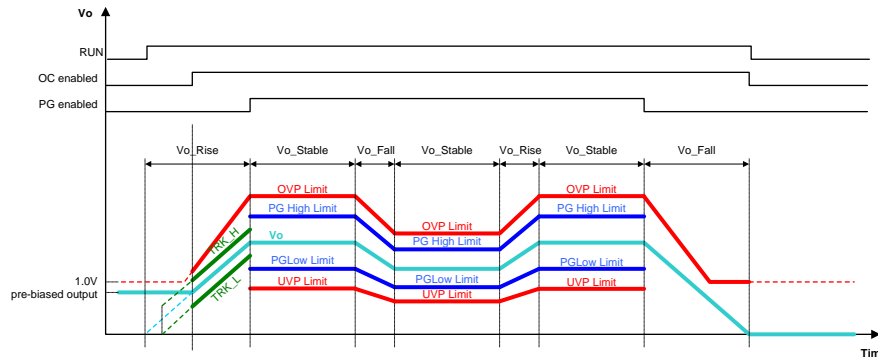 Vo
RUN
OC enabled
PG enabled
Vo_Rise Vo_Stable Vo_Fall Vo_Stable Vo_Rise Vo_Stable Vo_Fall
OVP Limit OVP Limit
PG High Limit PG High Limit
TRK_H
Vo
OVP Limit
PG High Limit
PGLow Limit PGLow Limit
1.0V
UVP Limit PGLow Limit UVP Limit
TRK_L
pre-biased output
UVP Limit
Tim